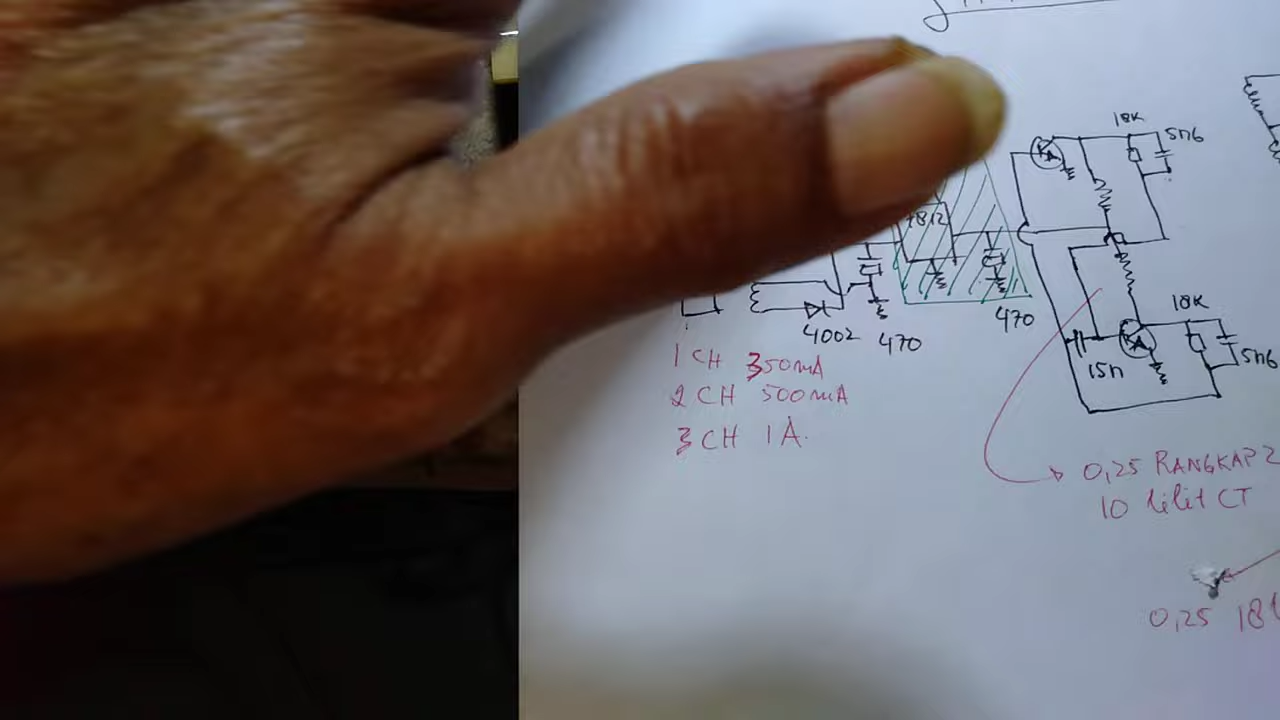 18K
5n6
7812
4002
470
470
15n
18K
5n6
1 CH 350mA
2 CH 500mA
3 CH 1 A.
0,25 RANGKAP 2
10 lilit CT
0,25